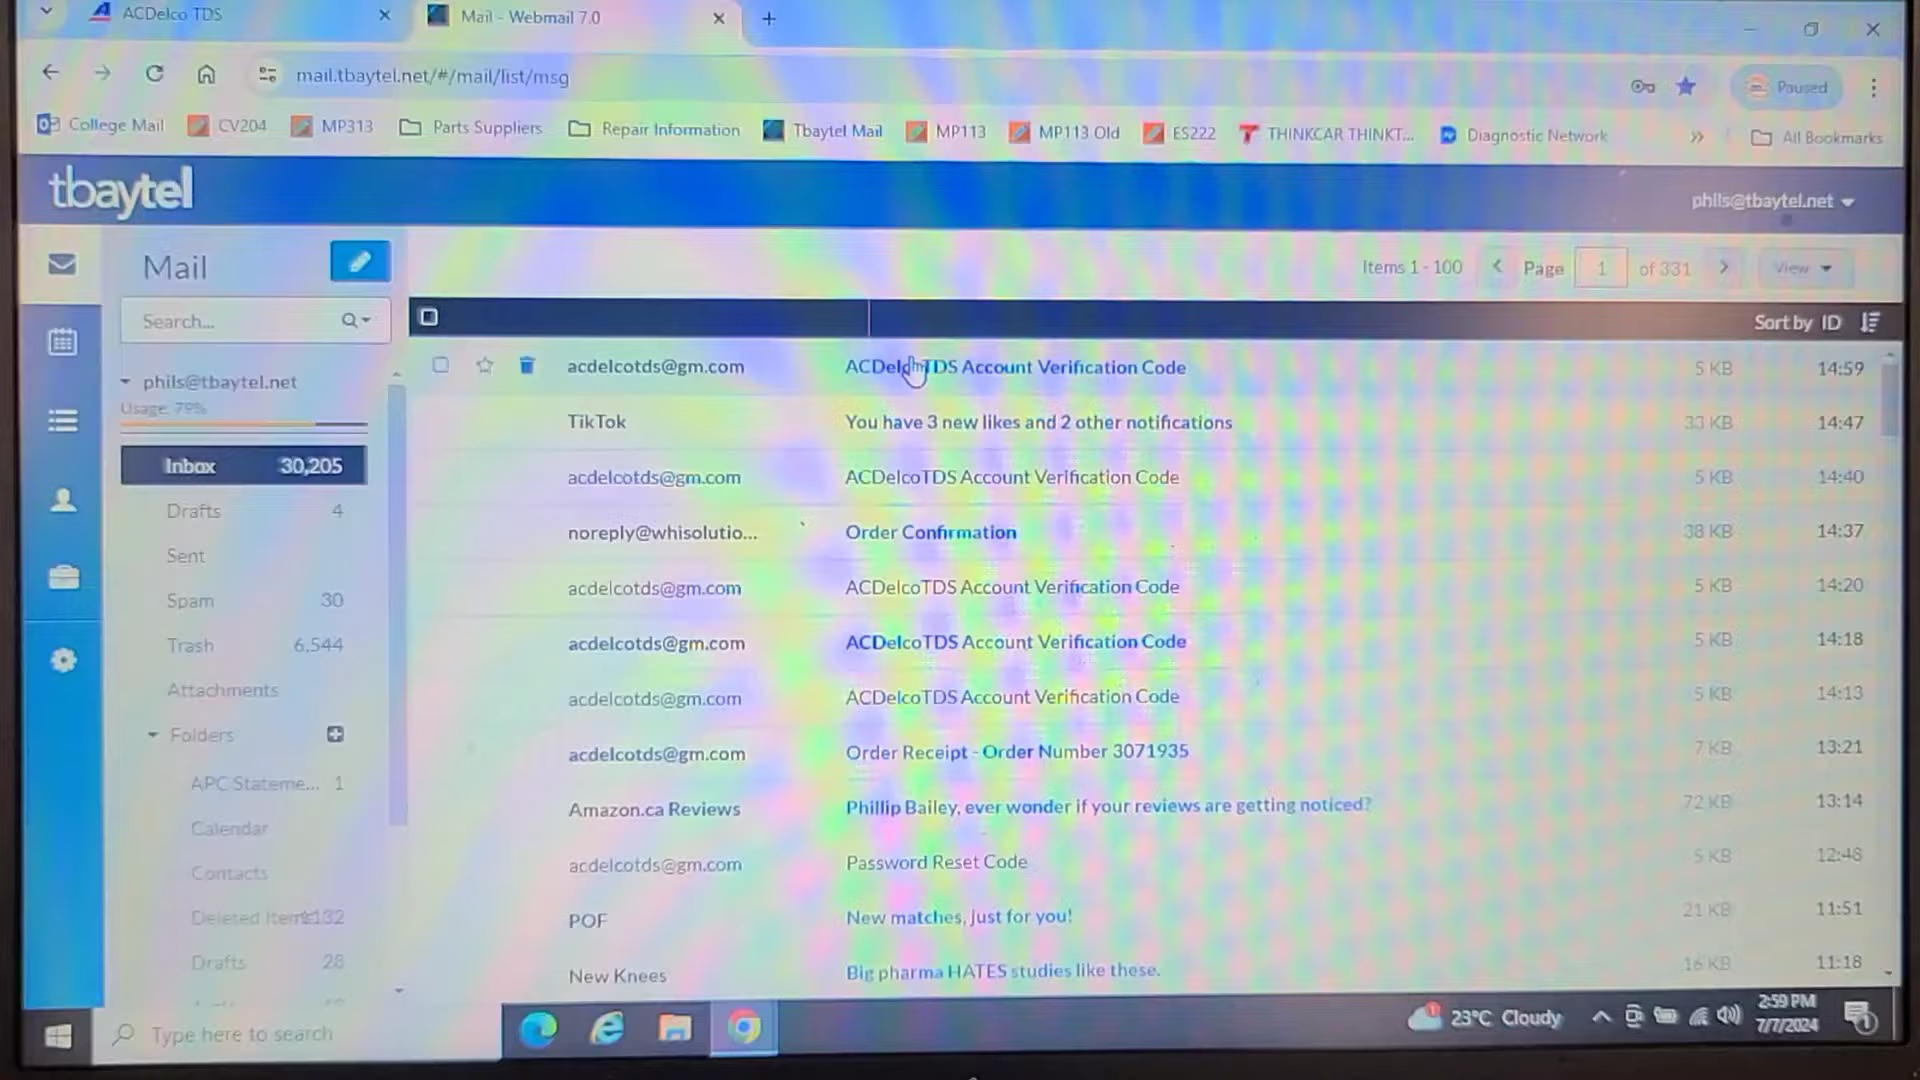 ACDelco TDS
Mail - Webmail 7.0
mail.tbaytel.net/#/mail/list/msg
Paused
College Mail CV204 MP313 Parts Suppliers Repair Information Tbaytel Mail MP113 MP113 Old ES222 THINKCAR THINKT... Diagnostic Network All Bookmarks
tbaytel
phils@tbaytel.net
Mail
Items 1 - 100 Page 1 of 331 View
Search...
Sort by ID
phils@tbaytel.net
Usage: 79%
Inbox 30,205
Drafts 4
Sent
Spam 30
Trash 6,544
Attachments
Folders
APC Stateme... 1
Calendar
Contacts
Deleted Items
Drafts 28
acdelcotds@gm.com ACDelcoTDS Account Verification Code 5 KB 14:59
TikTok You have 3 new likes and 2 other notifications 33 KB 14:47
acdelcotds@gm.com ACDelcoTDS Account Verification Code 5 KB 14:40
noreply@whisolutio... Order Confirmation 38 KB 14:37
acdelcotds@gm.com ACDelcoTDS Account Verification Code 5 KB 14:20
acdelcotds@gm.com ACDelcoTDS Account Verification Code 5 KB 14:18
acdelcotds@gm.com ACDelcoTDS Account Verification Code 5 KB 14:13
acdelcotds@gm.com Order Receipt - Order Number 3071935 7 KB 13:21
Amazon.ca Reviews Phillip Bailey, ever wonder if your reviews are getting noticed? 72 KB 13:14
acdelcotds@gm.com Password Reset Code 5 KB 12:48
POF New matches, just for you! 21 KB 11:51
New Knees Big pharma HATES studies like these. 16 KB 11:18
Type here to search
23°C Cloudy
2:59 PM
7/7/2024
1